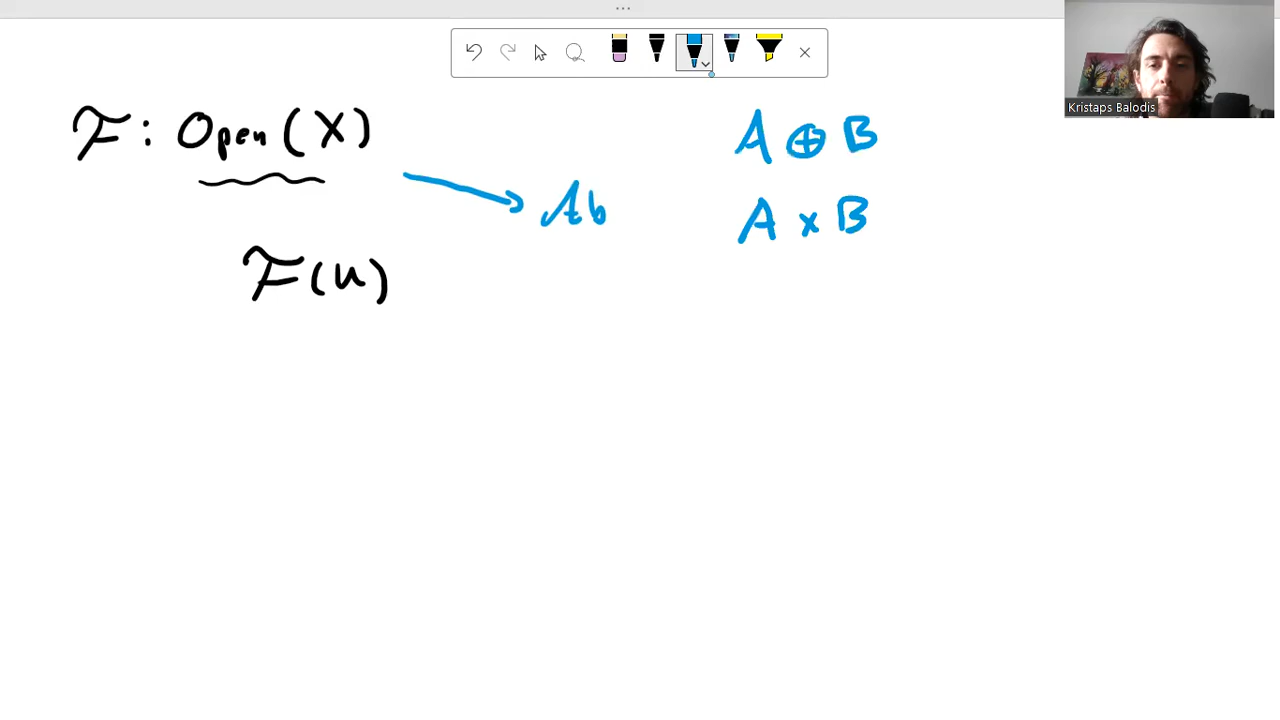 ℱ : Open(X)
⟶ 𝒜b
ℱ(U)
A ⊕ B
A × B
Kristaps Balodis